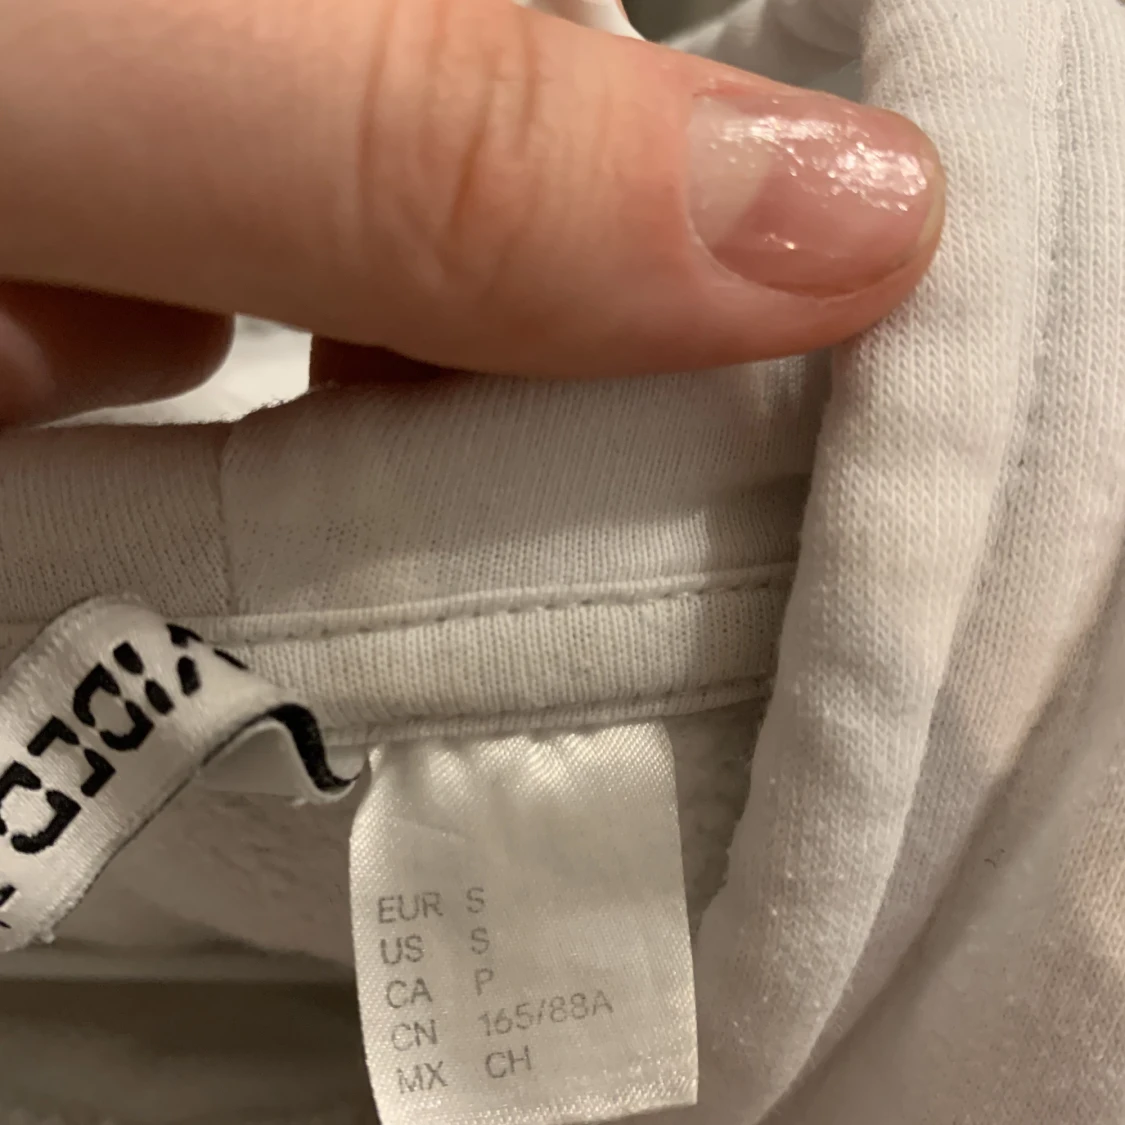 EUR S
US S
CA P
CN 165/88A
MX CH